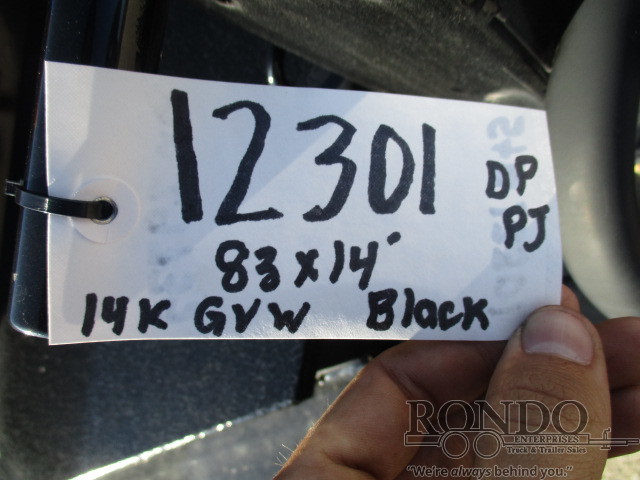 12301
DP
PJ
83x14'
14K GVW Black
RONDO
ENTERPRISES
Truck & Trailer Sales
"We're always behind you."